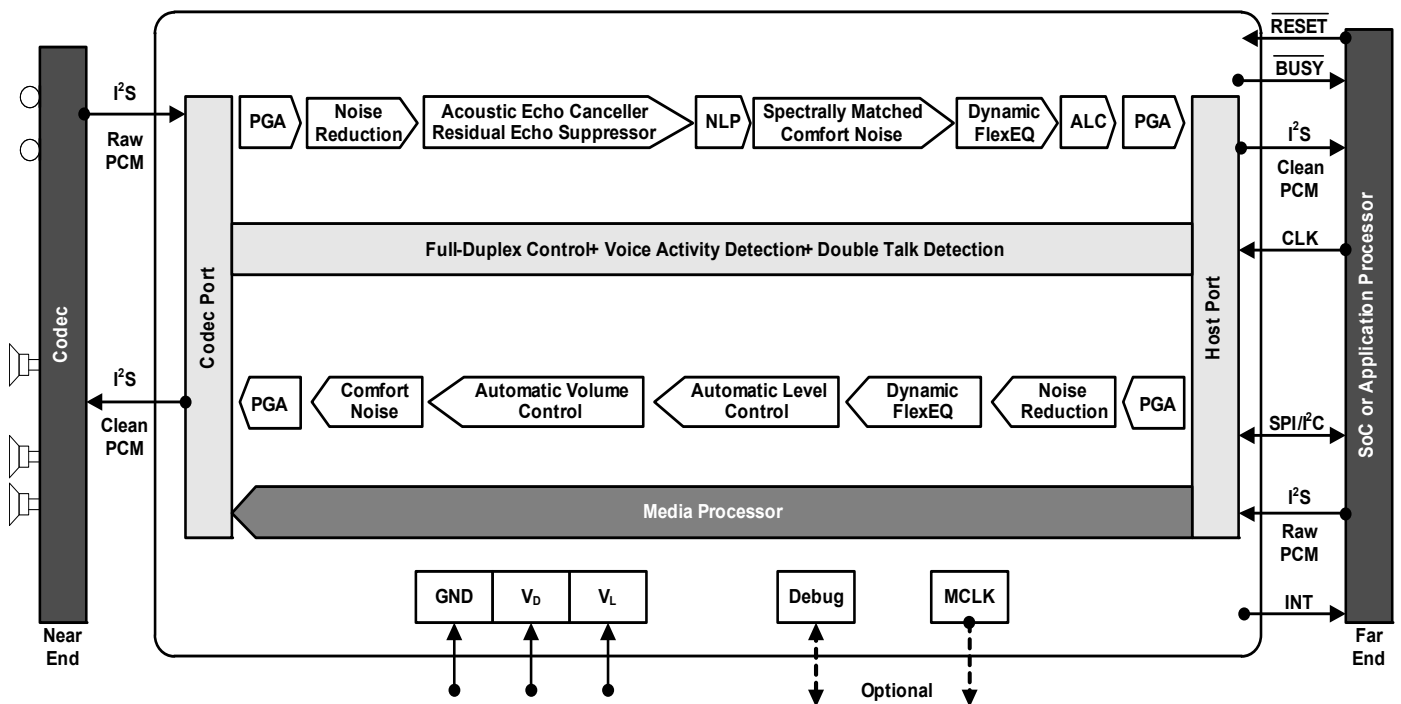 RESET
BUSY
I²S
Raw
PCM
PGA
Noise
Reduction
Acoustic Echo Canceller
Residual Echo Suppressor
NLP
Spectrally Matched
Comfort Noise
Dynamic
FlexEQ
ALC
PGA
I²S
Clean
PCM
Full-Duplex Control+ Voice Activity Detection+ Double Talk Detection
CLK
Codec
Codec Port
Host Port
SoC or Application Processor
I²S
Clean
PCM
PGA
Comfort
Noise
Automatic Volume
Control
Automatic Level
Control
Dynamic
FlexEQ
Noise
Reduction
PGA
SPI/I²C
Media Processor
I²S
Raw
PCM
GND
V_D
V_L
Debug
MCLK
INT
Near
End
Far
End
Optional